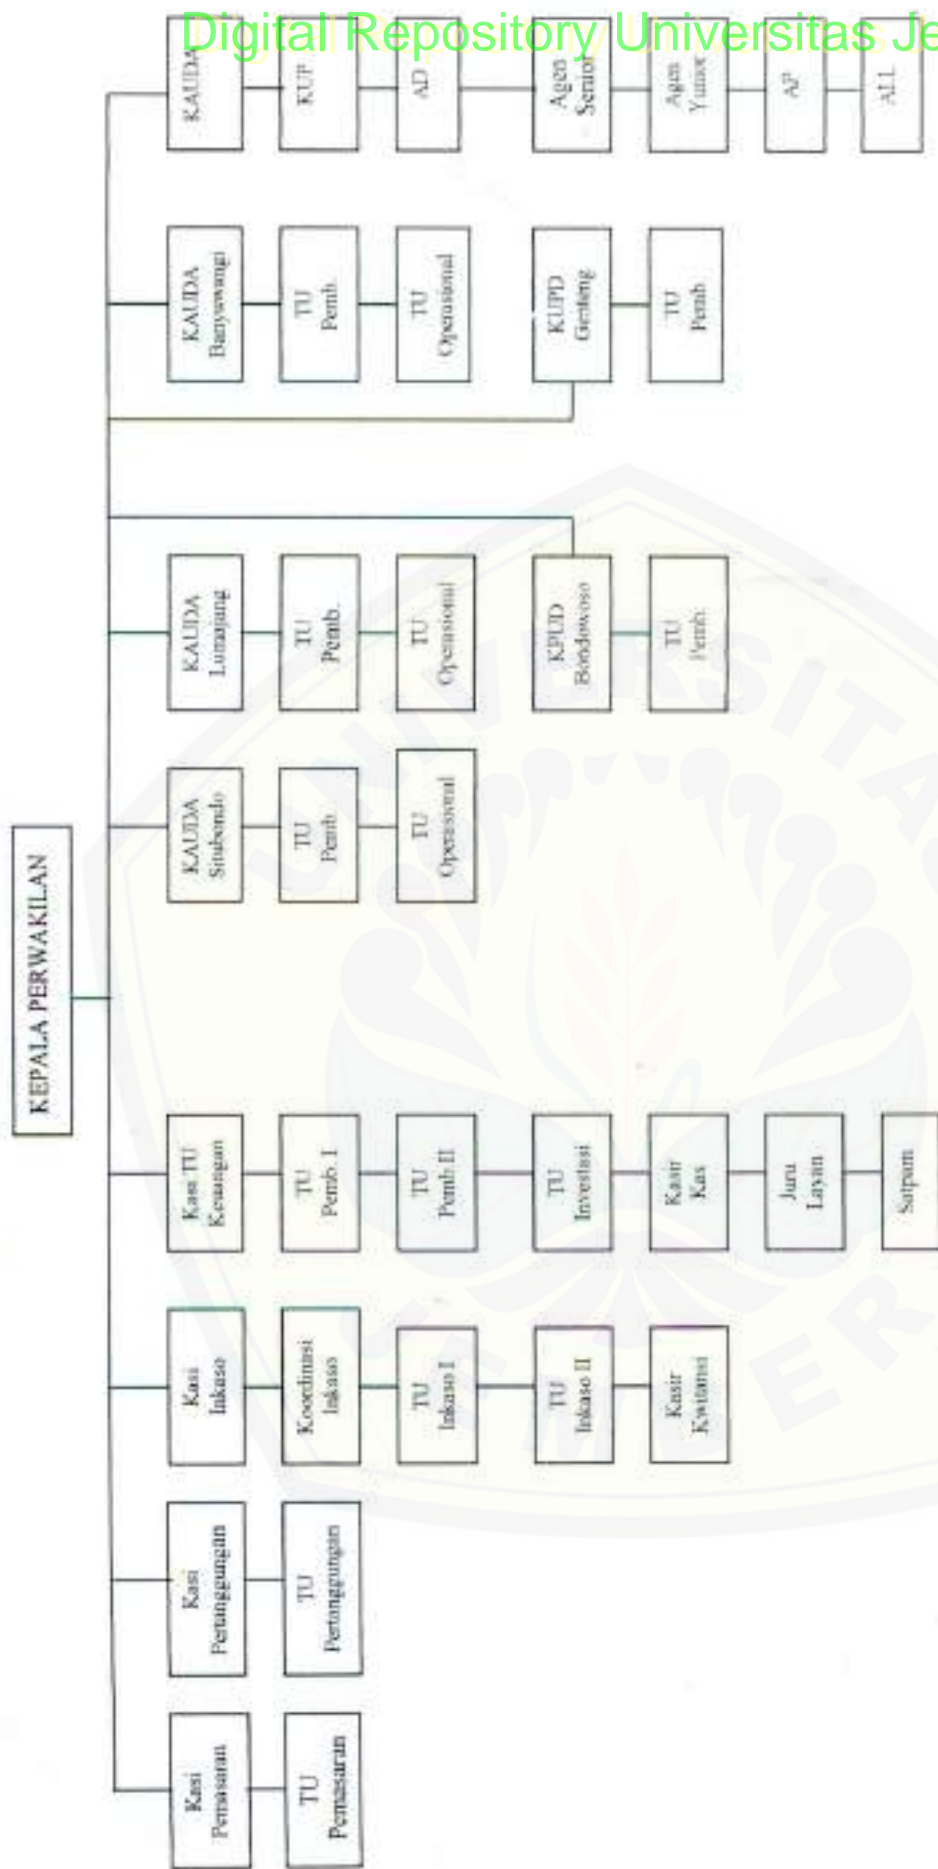 Digital Repository Universitas Je
KEPALA PERWAKILAN
Kasi
Pemasaran
TU
Pemasaran
Kasi
Pertanggungan
TU
Pertanggungan
Kasi
Inkaso
Koordinasi
Inkaso
TU
Inkaso I
TU
Inkaso II
Kasir
Kwitansi
Kasi TU
Keuangan
TU
Pemb I
TU
Pemb II
TU
Investasi
Kasir
Kas
Juru
Layan
Satpam
KAUDA
Situbondo
TU
Pemb.
TU
Operasional
KAUDA
Lumajang
TU
Pemb.
TU
Operasional
KPUD
Bondowoso
TU
Pemb.
KAUDA
Banywangi
TU
Pemb.
TU
Operasional
KUPD
Genteng
TU
Pemb
KAUDA
KUP
AD
Agen
Senior
Agen
Yunior
AP
ALL
UNIVERSITA
JEMBER